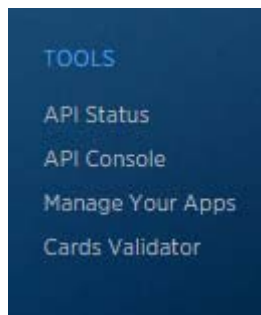 TOOLS
API Status
API Console
Manage Your Apps
Cards Validator